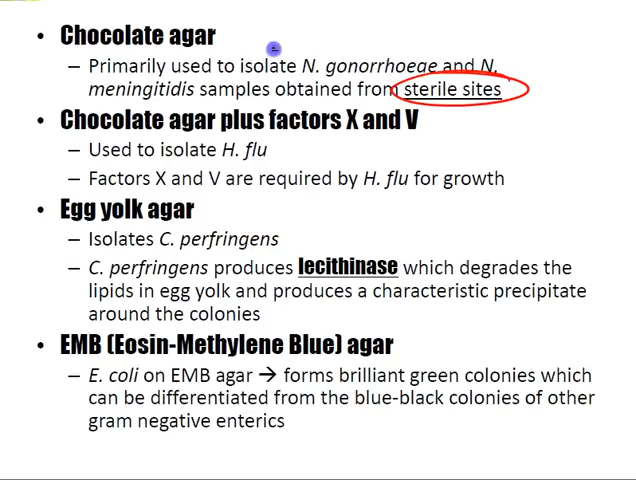 • Chocolate agar
– Primarily used to isolate N. gonorrhoeae and N.
meningitidis samples obtained from sterile sites
• Chocolate agar plus factors X and V
– Used to isolate H. flu
– Factors X and V are required by H. flu for growth
• Egg yolk agar
– Isolates C. perfringens
– C. perfringens produces lecithinase which degrades the
lipids in egg yolk and produces a characteristic precipitate
around the colonies
• EMB (Eosin-Methylene Blue) agar
– E. coli on EMB agar → forms brilliant green colonies which
can be differentiated from the blue-black colonies of other
gram negative enterics